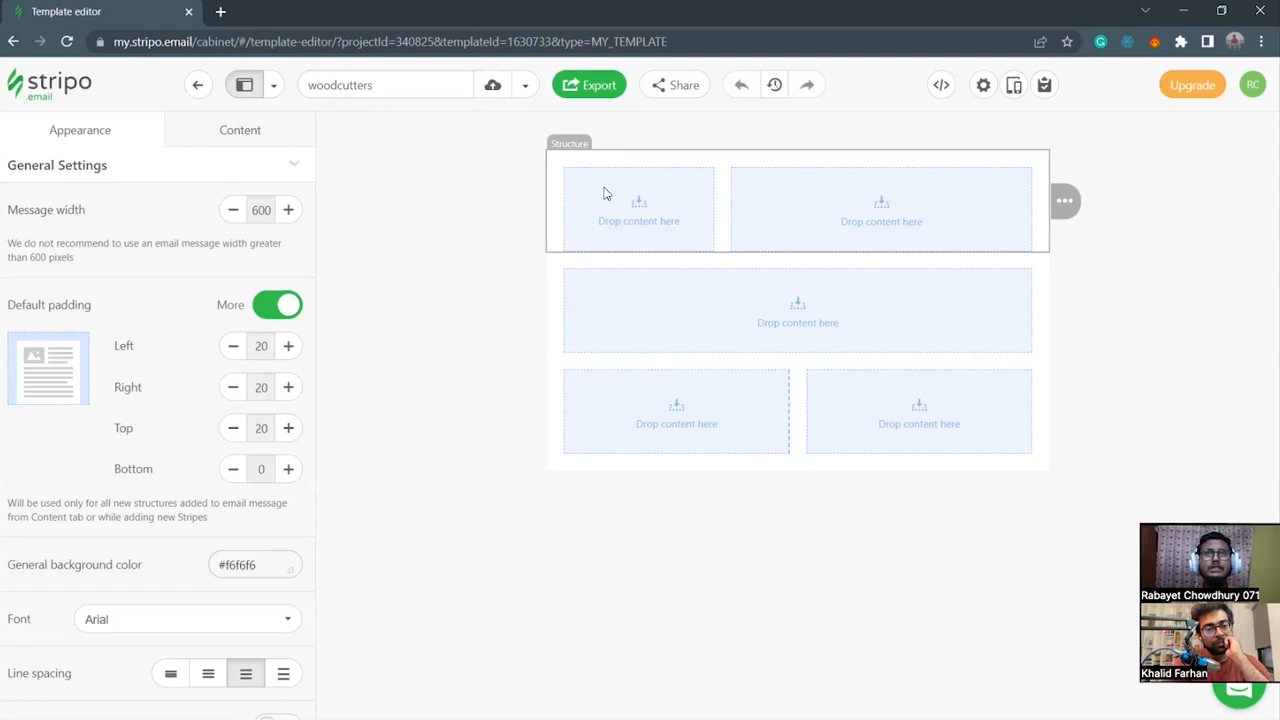 Template editor
my.stripo.email/cabinet/#/template-editor/?projectId=340825&templateId=1630733&type=MY_TEMPLATE
stripo
.email
woodcutters
Export
Share
Upgrade
RC
Appearance
Content
General Settings
Message width
600
We do not recommend to use an email message width greater
than 600 pixels
Default padding
More
Left
20
Right
20
Top
20
Bottom
0
Will be used only for all new structures added to email message
from Content tab or while adding new Stripes
General background color
#f6f6f6
Font
Arial
Line spacing
Structure
Drop content here
Drop content here
Drop content here
Drop content here
Drop content here
Rabayet Chowdhury 071
Khalid Farhan